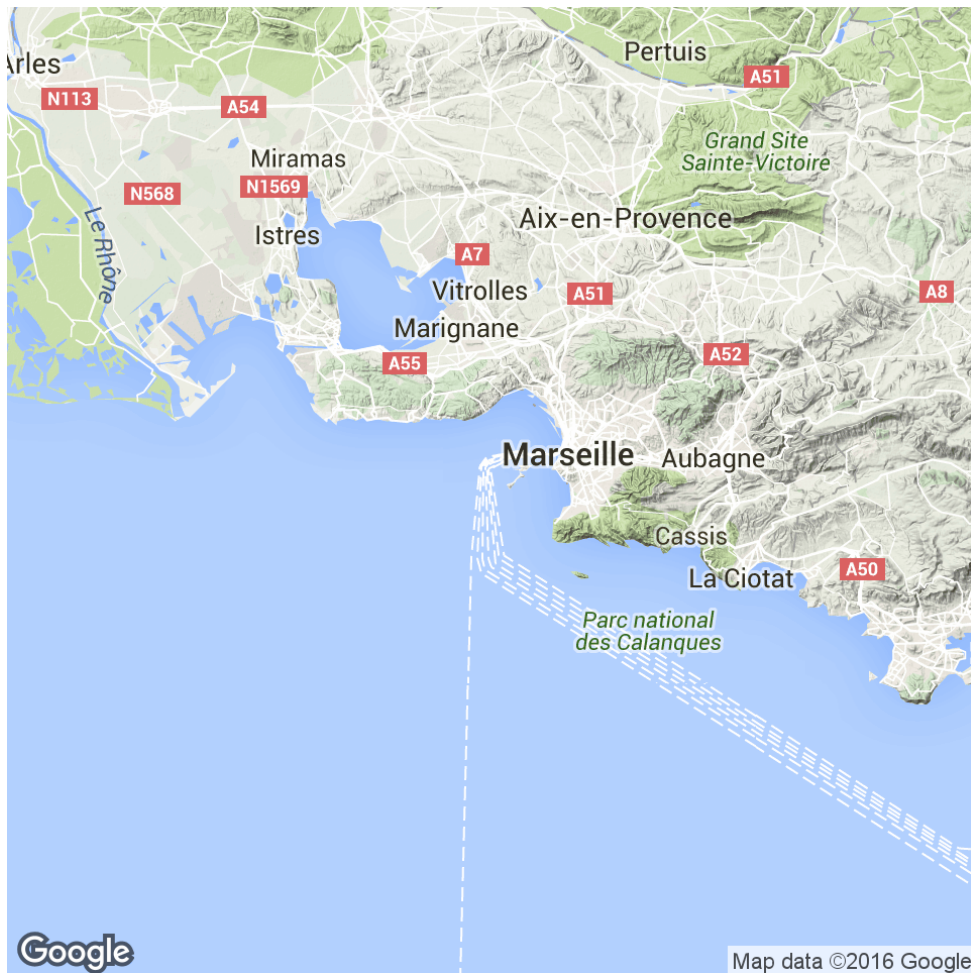 Pertuis
Arles
A51
N113
A54
Grand Site
Sainte-Victoire
Miramas
N568
N1569
Le Rhône
Istres
Aix-en-Provence
A7
Vitrolles
A51
A8
Marignane
A55
A52
Marseille
Aubagne
Cassis
La Ciotat
A50
Parc national
des Calanques
Google
Map data ©2016 Google